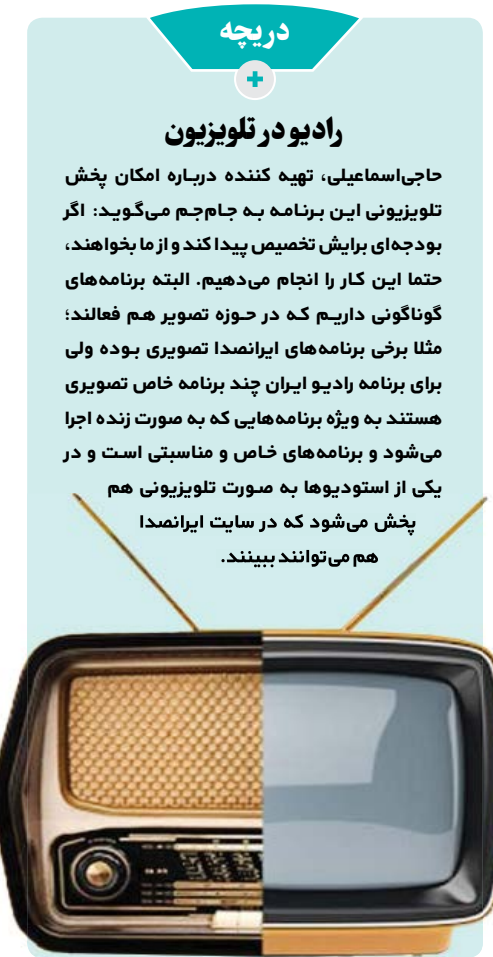 دریچه
+
رادیو در تلویزیون
حاجی‌اسماعیلی، تهیه کننده درباره امکان پخش
تلویزیونی این برنامه به جام‌جم می‌گوید: اگر
بودجه‌ای برایش تخصیص پیدا کند و از ما بخواهند،
حتما این کار را انجام می‌دهیم. البته برنامه‌های
گوناگونی داریم که در حوزه تصویر هم فعالند؛
مثلا برخی برنامه‌های ایرانصدا تصویری بوده ولی
برای برنامه رادیو ایران چند برنامه خاص تصویری
هستند به ویژه برنامه‌هایی که به صورت زنده اجرا
می‌شود و برنامه‌های خاص و مناسبتی است و در
یکی از استودیوها به صورت تلویزیونی هم
پخش می‌شود که در سایت ایرانصدا
هم می‌توانند ببینند.